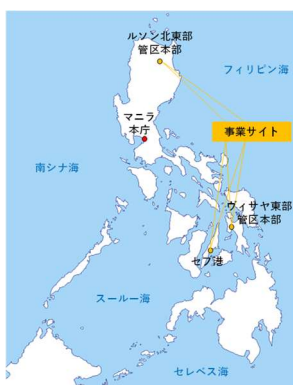 ルソン北東部
管区本部
フィリピン海
マニラ
本庁
事業サイト
南シナ海
ヴィサヤ東部
管区本部
セブ港
スールー海
セレベス海